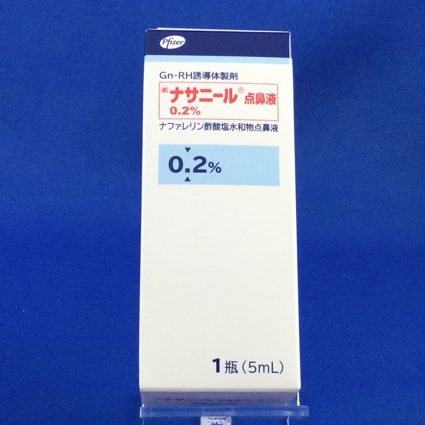 Pfizer
Gn-RH誘導体製剤
劇 ナサニール® 点鼻液
0.2%
ナファレリン酢酸塩水和物点鼻液
0.2%
1瓶(5mL)